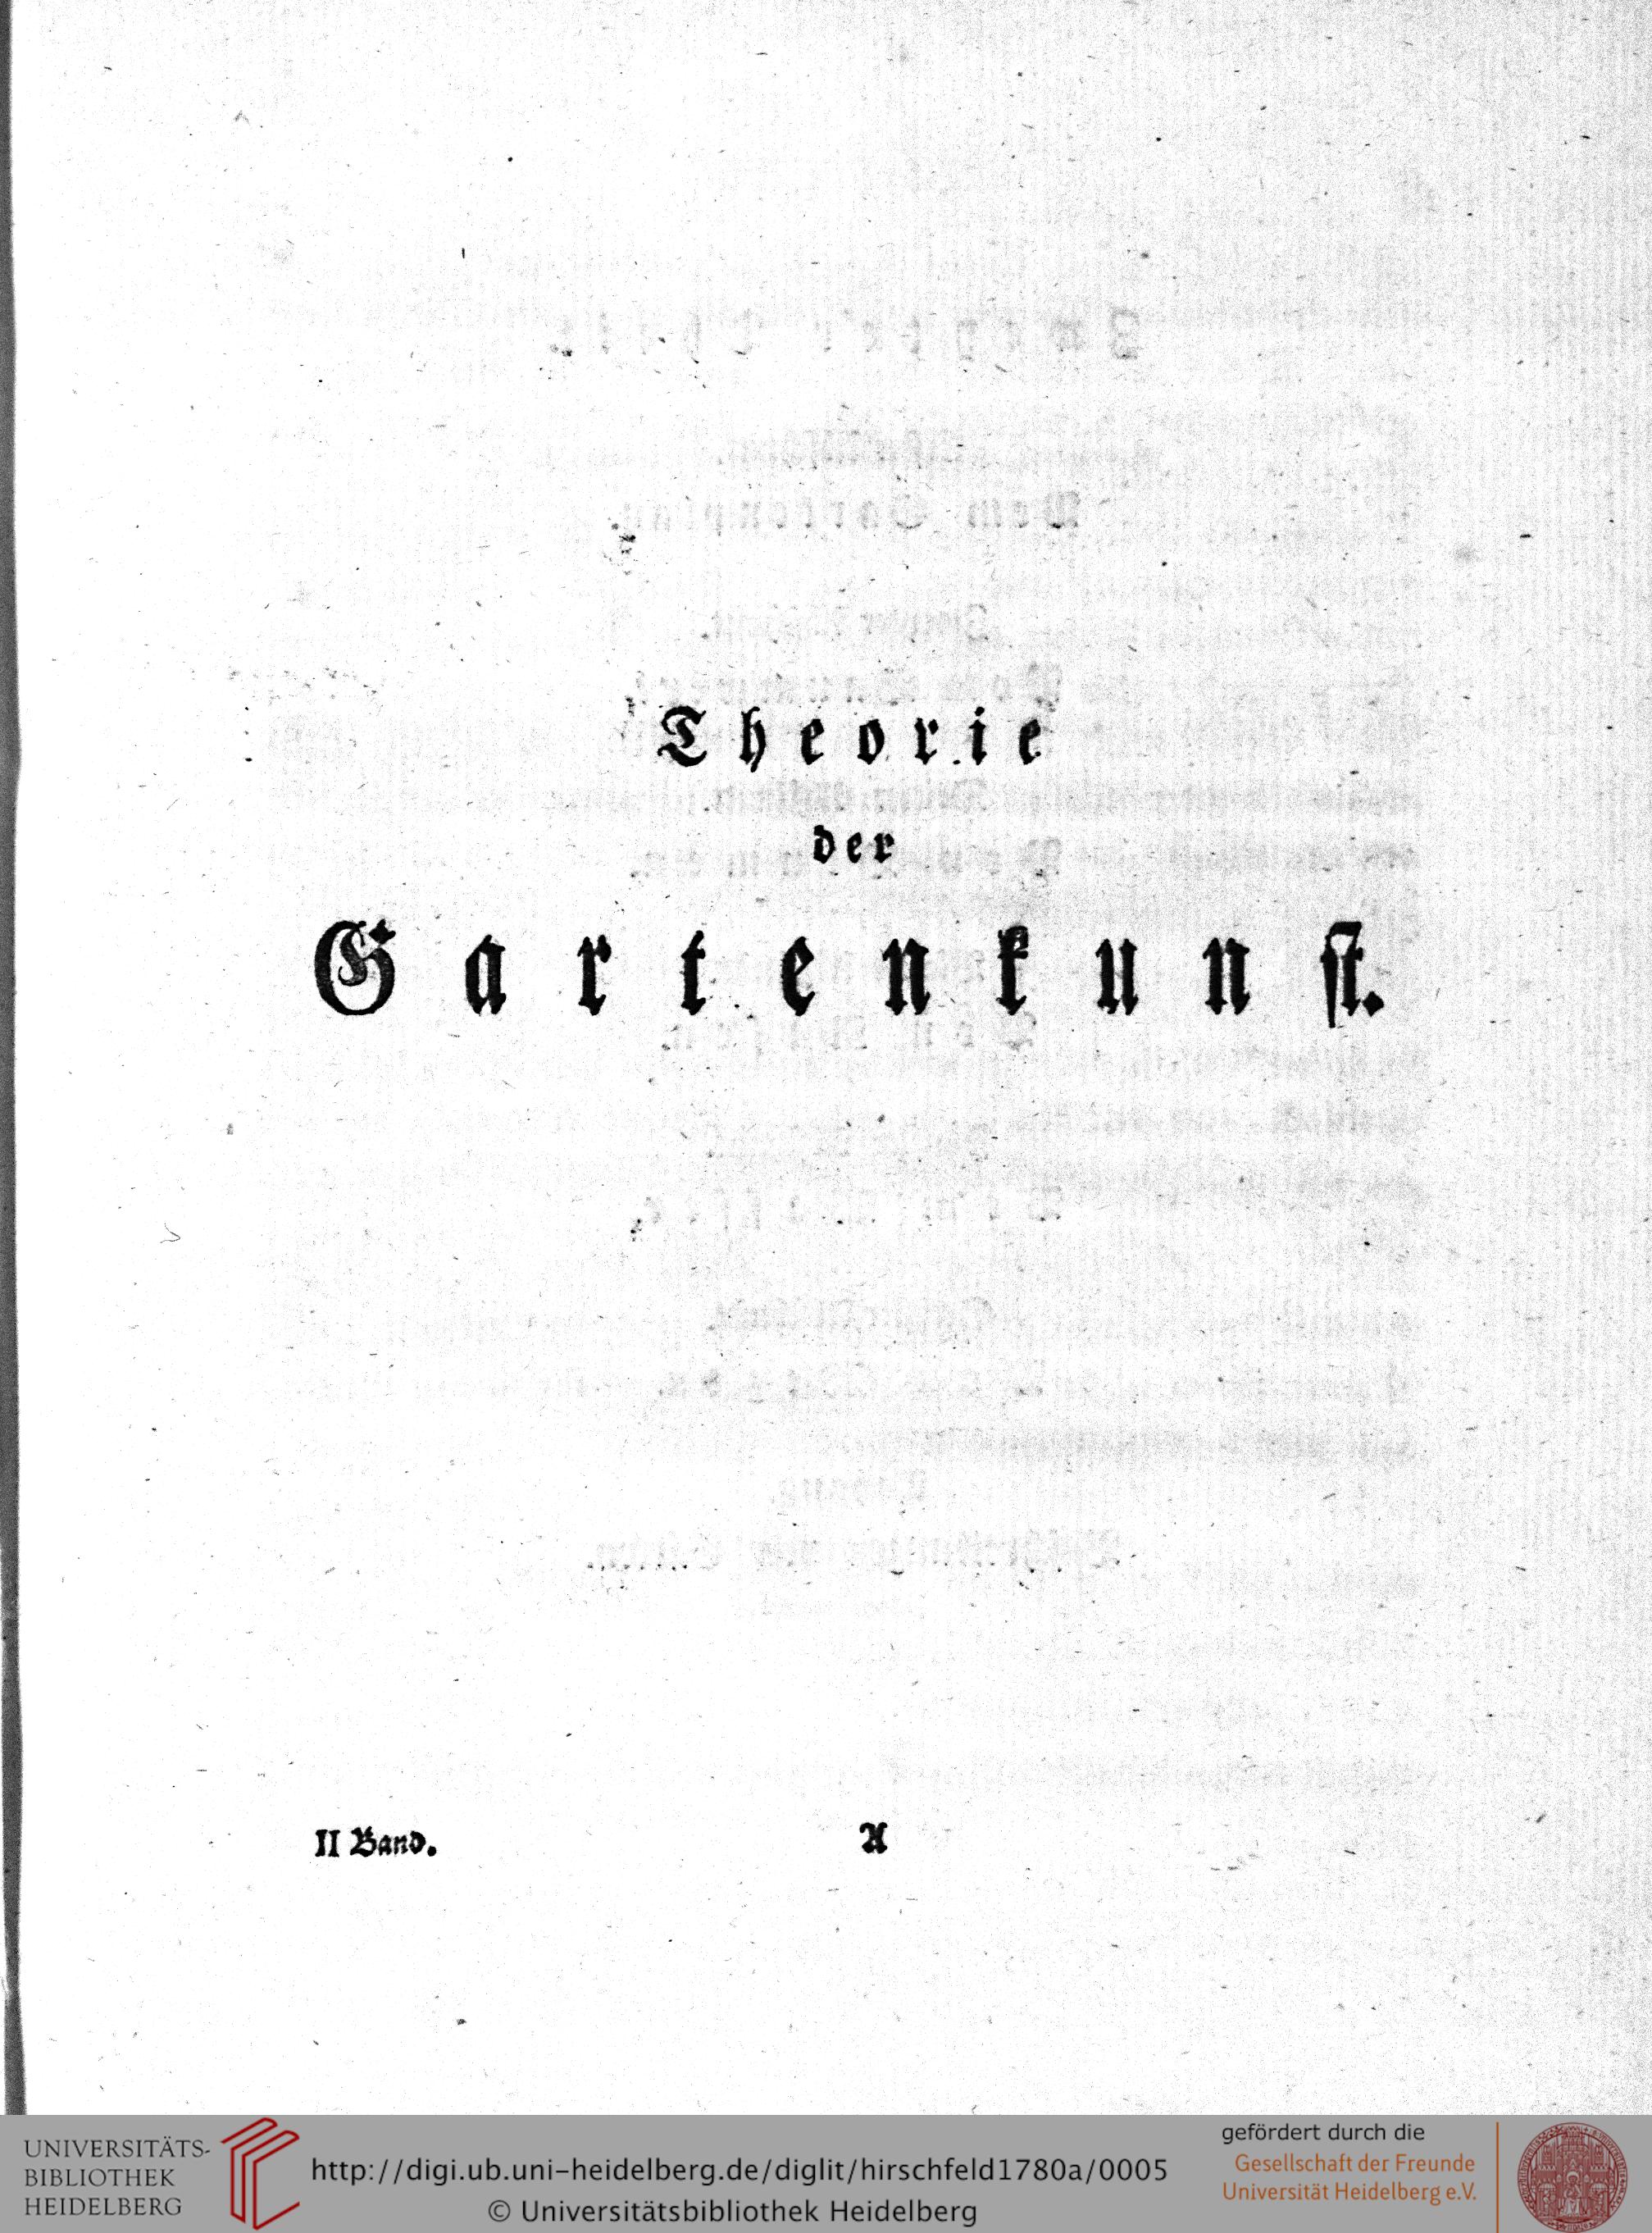 Theorie
der
Gartenkunſt.
II Band.
A
UNIVERSITÄTS-
BIBLIOTHEK
HEIDELBERG
http://digi.ub.uni-heidelberg.de/diglit/hirschfeld1780a/0005
© Universitätsbibliothek Heidelberg
gefördert durch die
Gesellschaft der Freunde
Universität Heidelberg e.V.